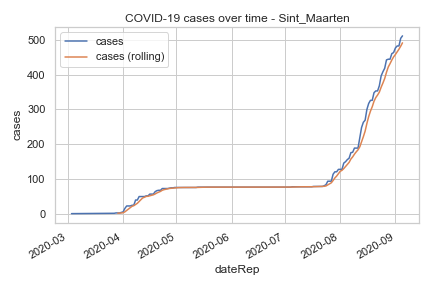 COVID-19 cases over time - Sint_Maarten
cases
cases (rolling)
500
400
300
200
100
0
cases
2020-03
2020-04
2020-05
2020-06
2020-07
2020-08
2020-09
dateRep